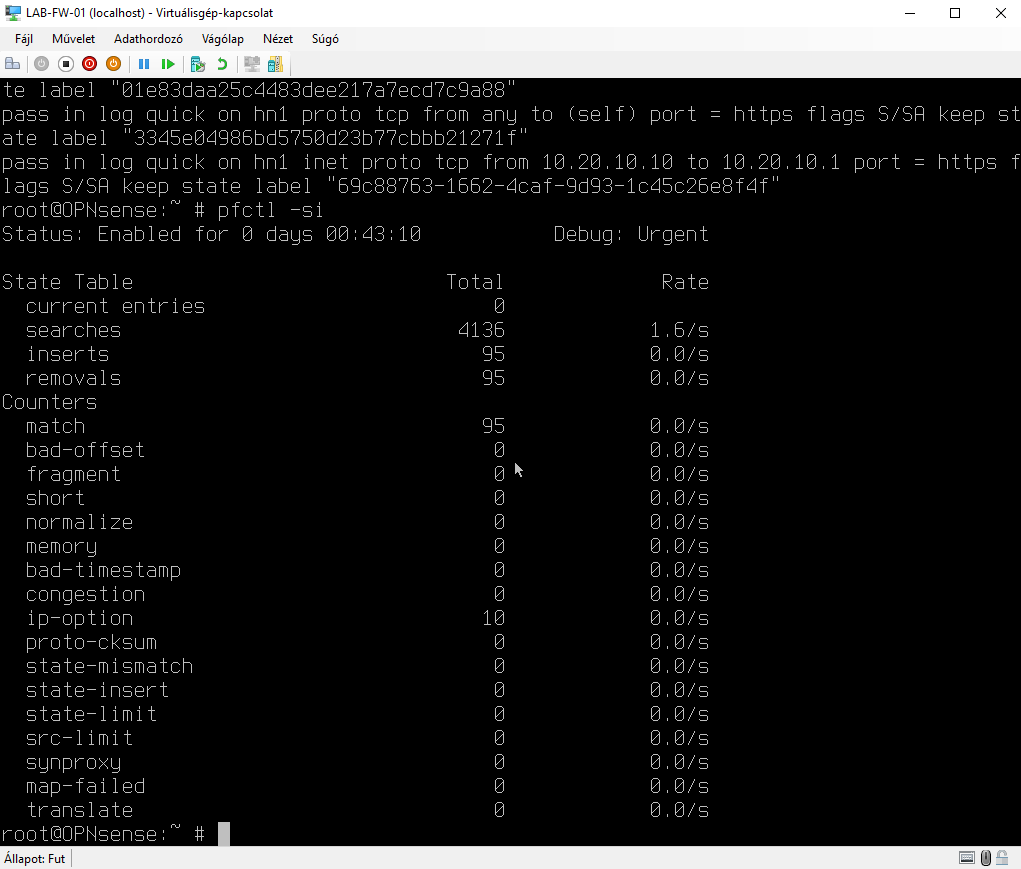 LAB-FW-01 (localhost) - Virtuálisgép-kapcsolat
Fájl Művelet Adathordozó Vágólap Nézet Súgó
te label "01e83daa25c4483dee217a7ecd7c9a88"
pass in log quick on hn1 proto tcp from any to (self) port = https flags S/SA keep st
ate label "3345e04986bd5750d23b77cbbb21271f"
pass in log quick on hn1 inet proto tcp from 10.20.10.10 to 10.20.10.1 port = https f
lags S/SA keep state label "69c88763-1662-4caf-9d93-1c45c26e8f4f"
root@OPNsense:~ # pfctl -si
Status: Enabled for 0 days 00:43:10 Debug: Urgent
State Table Total Rate
current entries 0
searches 4136 1.6/s
inserts 95 0.0/s
removals 95 0.0/s
Counters
match 95 0.0/s
bad-offset 0 0.0/s
fragment 0 0.0/s
short 0 0.0/s
normalize 0 0.0/s
memory 0 0.0/s
bad-timestamp 0 0.0/s
congestion 0 0.0/s
ip-option 10 0.0/s
proto-cksum 0 0.0/s
state-mismatch 0 0.0/s
state-insert 0 0.0/s
state-limit 0 0.0/s
src-limit 0 0.0/s
synproxy 0 0.0/s
map-failed 0 0.0/s
translate 0 0.0/s
root@OPNsense:~ #
Állapot: Fut